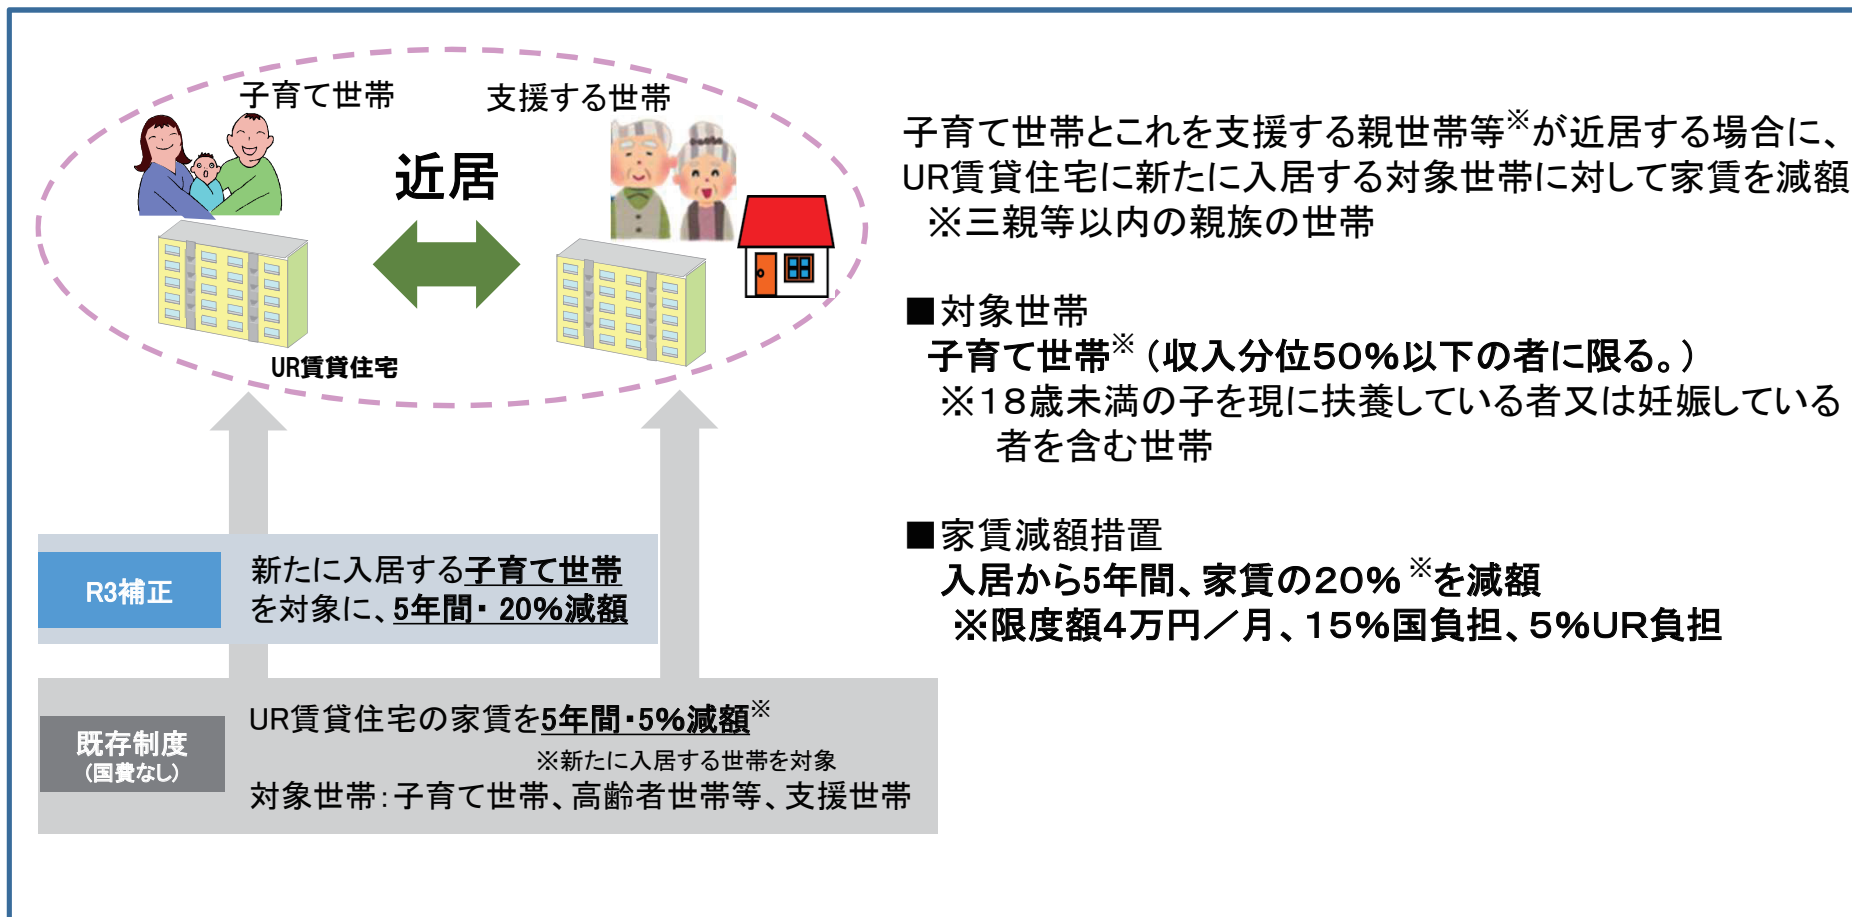 子育て世帯
支援する世帯
近居
UR賃貸住宅
R3補正
新たに入居する子育て世帯
を対象に、5年間・20%減額
既存制度
(国費なし)
UR賃貸住宅の家賃を5年間・5%減額※
※新たに入居する世帯を対象
対象世帯:子育て世帯、高齢者世帯等、支援世帯
子育て世帯とこれを支援する親世帯等※が近居する場合に、
UR賃貸住宅に新たに入居する対象世帯に対して家賃を減額
※三親等以内の親族の世帯
■対象世帯
子育て世帯※(収入分位50%以下の者に限る。)
※18歳未満の子を現に扶養している者又は妊娠している
者を含む世帯
■家賃減額措置
入居から5年間、家賃の20%※を減額
※限度額4万円/月、15%国負担、5%UR負担